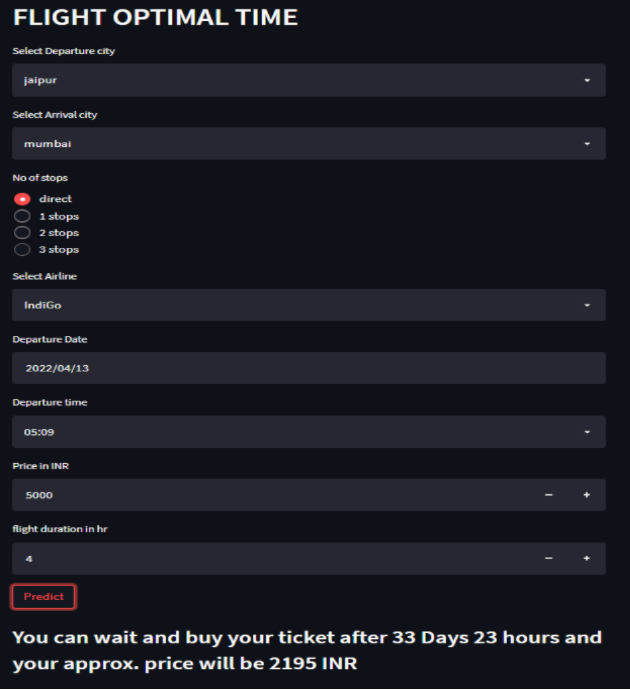 FLIGHT OPTIMAL TIME
Select Departure city
jaipur
Select Arrival city
mumbai
No of stops
direct
1 stops
2 stops
3 stops
Select Airline
IndiGo
Departure Date
2022/04/13
Departure time
05:09
Price in INR
5000 − +
flight duration in hr
4 − +
Predict
You can wait and buy your ticket after 33 Days 23 hours and
your approx. price will be 2195 INR